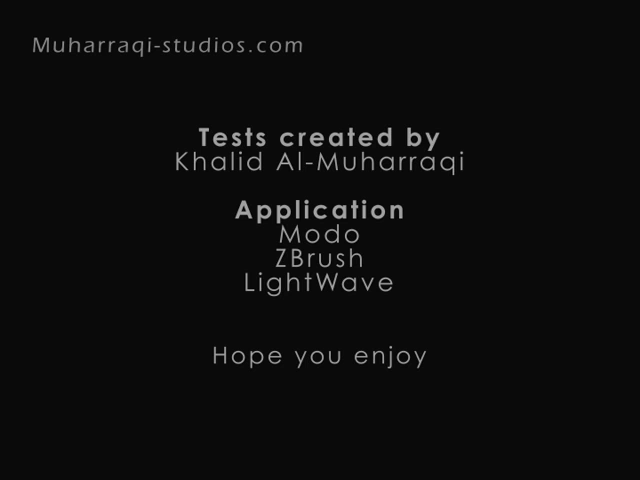 Muharraqi-studios.com
Tests created by
Khalid Al-Muharraqi
Application
Modo
ZBrush
LightWave
Hope you enjoy